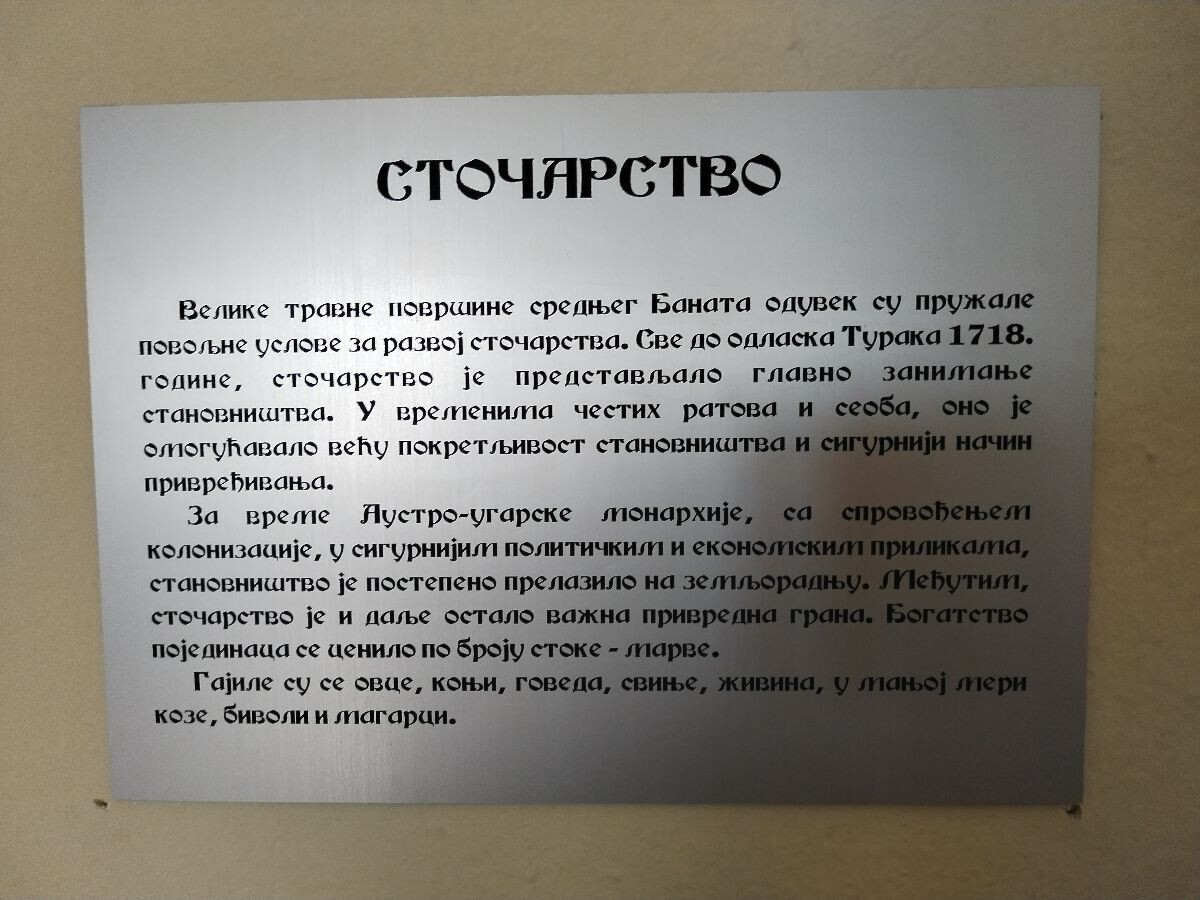 СТОЧАРСТВО
Велике травне површине средњег Баната одувек су пружале
повољне услове за развој сточарства. Све до одласка Турака 1718.
године, сточарство је представљало главно занимање
становништва. У временима честих ратова и сеоба, оно је
омогућавало већу покретљивост становништва и сигурнији начин
привређивања.
За време Аустро-угарске монархије, са спровођењем
колонизације, у сигурнијим политичким и економским приликама,
становништво је постепено прелазило на земљорадњу. Међутим,
сточарство је и даље остало важна привредна грана. Богатство
појединаца се ценило по броју стоке - марве.
Гајиле су се овце, коњи, говеда, свиње, живина, у мањој мери
козе, биволи и магарци.